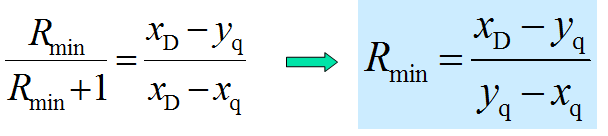 R_min / (R_min + 1) = (x_D − y_q) / (x_D − x_q) ⇒ R_min = (x_D − y_q) / (y_q − x_q)